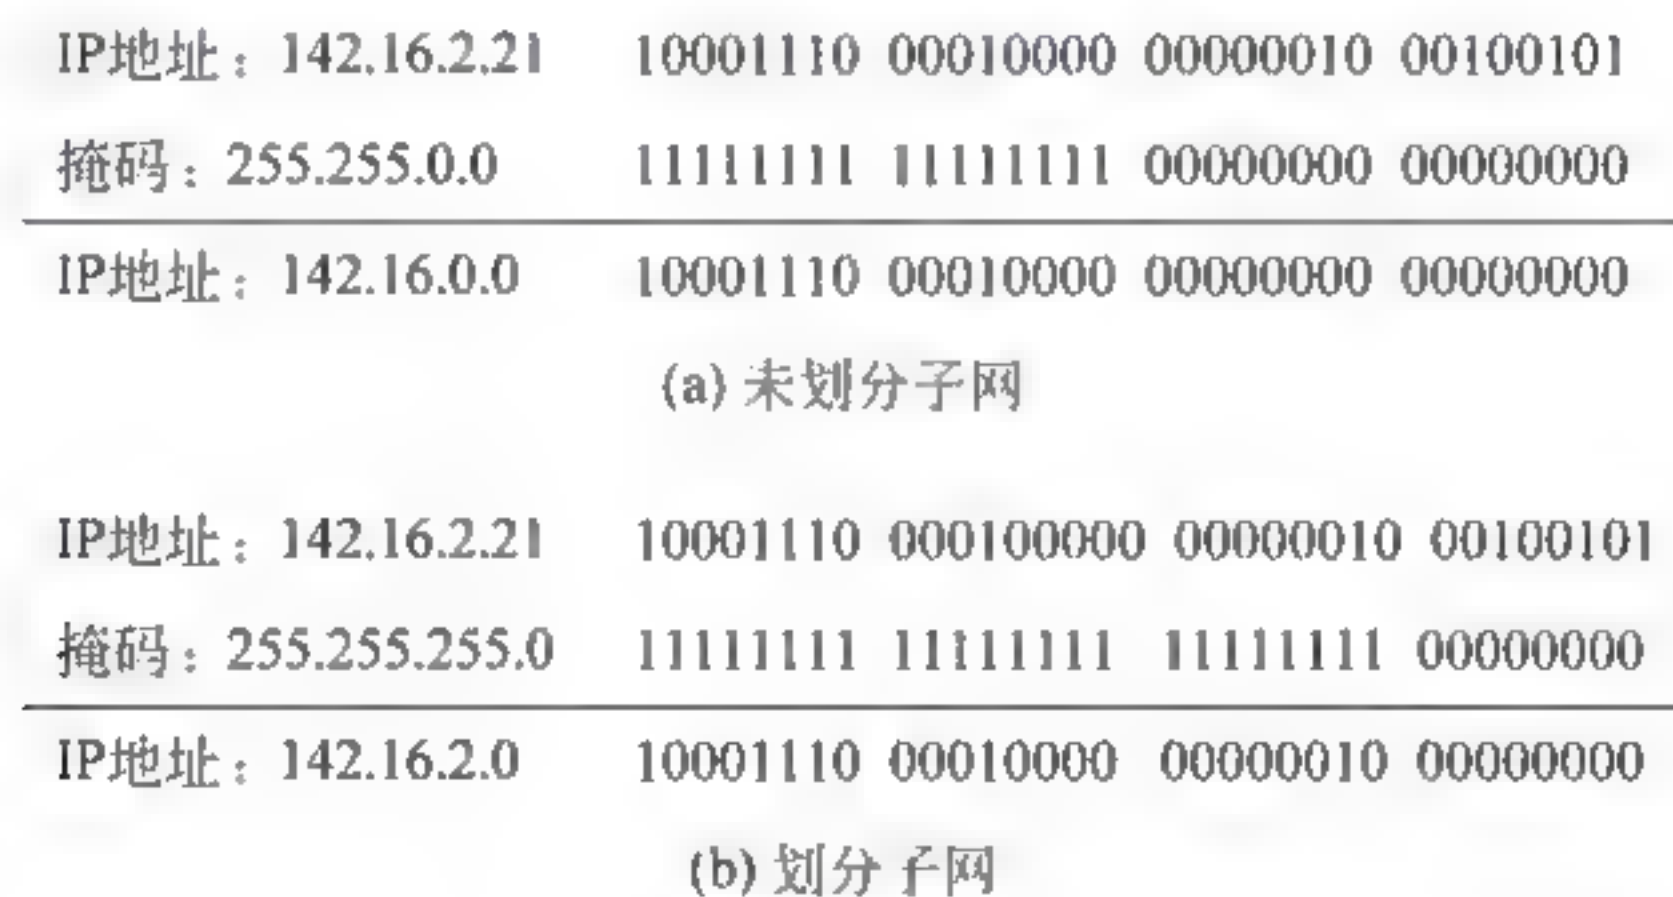 IP地址：142.16.2.21 10001110 00010000 00000010 00100101
掩码：255.255.0.0 11111111 11111111 00000000 00000000
IP地址：142.16.0.0 10001110 00010000 00000000 00000000
(a) 未划分子网
IP地址：142.16.2.21 10001110 000100000 00000010 00100101
掩码：255.255.255.0 11111111 11111111 11111111 00000000
IP地址：142.16.2.0 10001110 00010000 00000010 00000000
(b) 划分子网